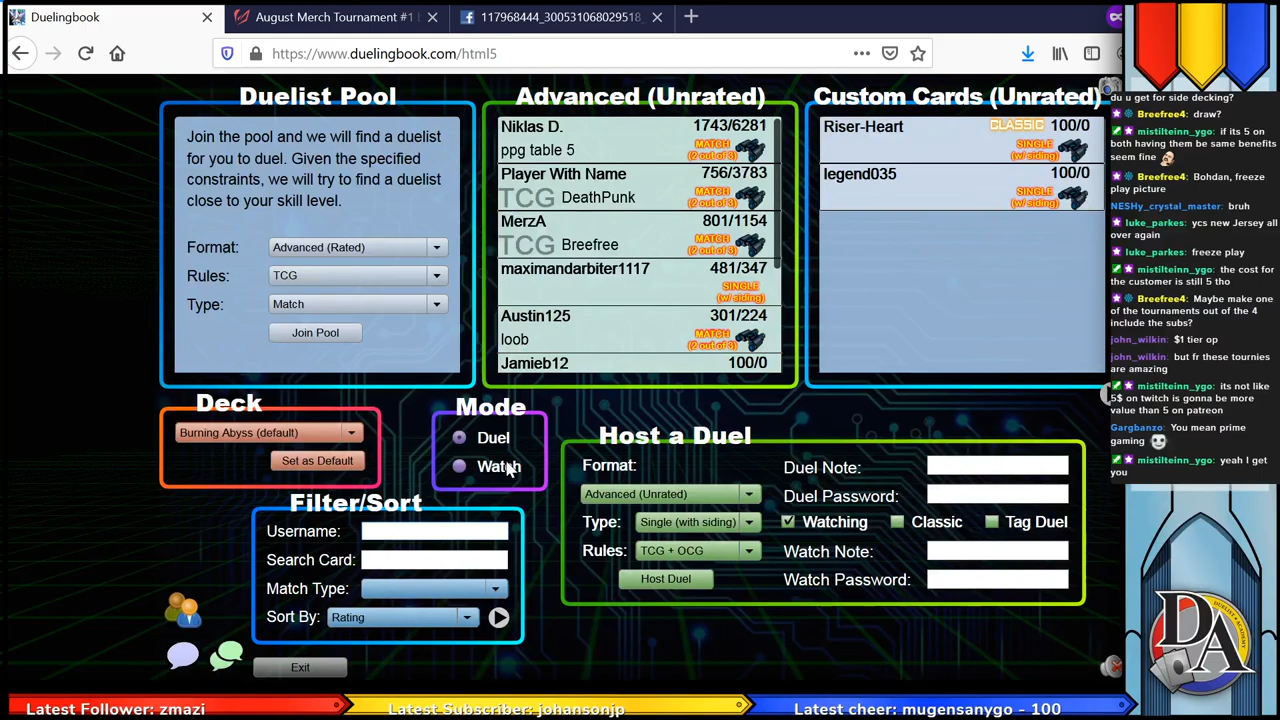 Duelingbook
August Merch Tournament #1 |
117968444_300531068029518_
https://www.duelingbook.com/html5
Duelist Pool
Join the pool and we will find a duelist
for you to duel. Given the specified
constraints, we will try to find a duelist
close to your skill level.
Format: Advanced (Rated)
Rules: TCG
Type: Match
Join Pool
Advanced (Unrated)
Niklas D. 1743/6281
ppg table 5 MATCH
(2 out of 3)
Player With Name 756/3783
TCG DeathPunk MATCH
(2 out of 3)
MerzA 801/1154
TCG Breefree MATCH
(2 out of 3)
maximandarbiter1117 481/347
SINGLE
(w/ siding)
Austin125 301/224
loob MATCH
(2 out of 3)
Jamieb12 100/0
Custom Cards (Unrated)
Riser-Heart CLASSIC 100/0
SINGLE
(w/ siding)
legend035 100/0
SINGLE
(w/ siding)
Deck
Burning Abyss (default)
Set as Default
Mode
Duel
Watch
Filter/Sort
Username:
Search Card:
Match Type:
Sort By: Rating
Exit
Host a Duel
Format:
Advanced (Unrated)
Type: Single (with siding)
Rules: TCG + OCG
Host Duel
Duel Note:
Duel Password:
Watching Classic Tag Duel
Watch Note:
Watch Password:
du u get for side decking?
Breefree4: draw?
mistilteinn_ygo: if its 5 on
both having them be same benefits
seem fine
Breefree4: Bohdan, freeze
play picture
NESHy_crystal_master: bruh
luke_parkes: ycs new Jersey all
over again
luke_parkes: freeze play
mistilteinn_ygo: the cost for
the customer is still 5 tho
Breefree4: Maybe make one
of the tournaments out of the 4
include the subs?
john_wilkin: $1 tier op
john_wilkin: but fr these tournies
are amazing
mistilteinn_ygo: its not like
5$ on twitch is gonna be more
value than 5 on patreon
Gargbanzo: You mean prime
gaming
mistilteinn_ygo: yeah I get
you
DUELIST
ACADEMY
DA
Latest Follower: zmazi
Latest Subscriber: johansonjp
Latest cheer: mugensanygo - 100